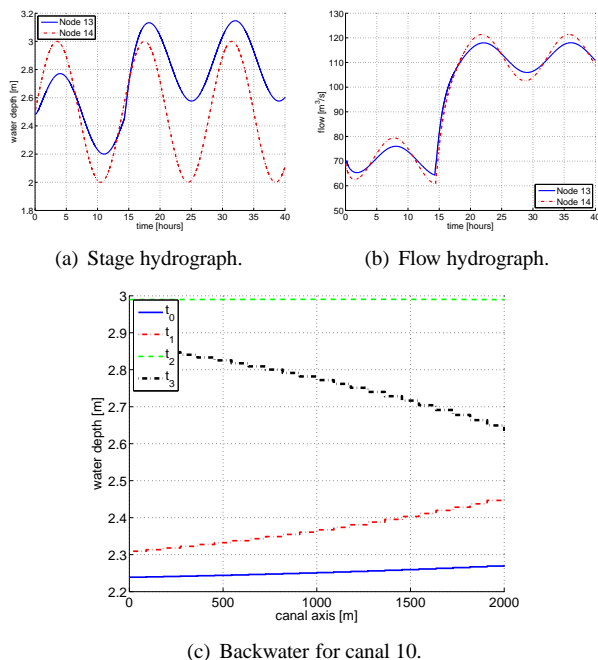 Node 13
Node 14
water depth [m]
3.2
3
2.8
2.6
2.4
2.2
2
1.8
0 5 10 15 20 25 30 35 40
time [hours]
(a) Stage hydrograph.
flow [m³/s]
130
120
110
100
90
80
70
60
50
0 5 10 15 20 25 30 35 40
time [hours]
Node 13
Node 14
(b) Flow hydrograph.
t_0
t_1
t_2
t_3
water depth [m]
3
2.9
2.8
2.7
2.6
2.5
2.4
2.3
2.2
0 500 1000 1500 2000
canal axis [m]
(c) Backwater for canal 10.